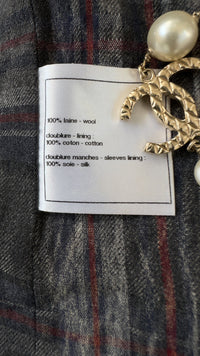 100% laine - wool
doublure - lining :
100% coton - cotton
doublure manches - sleeves lining :
100% soie - silk